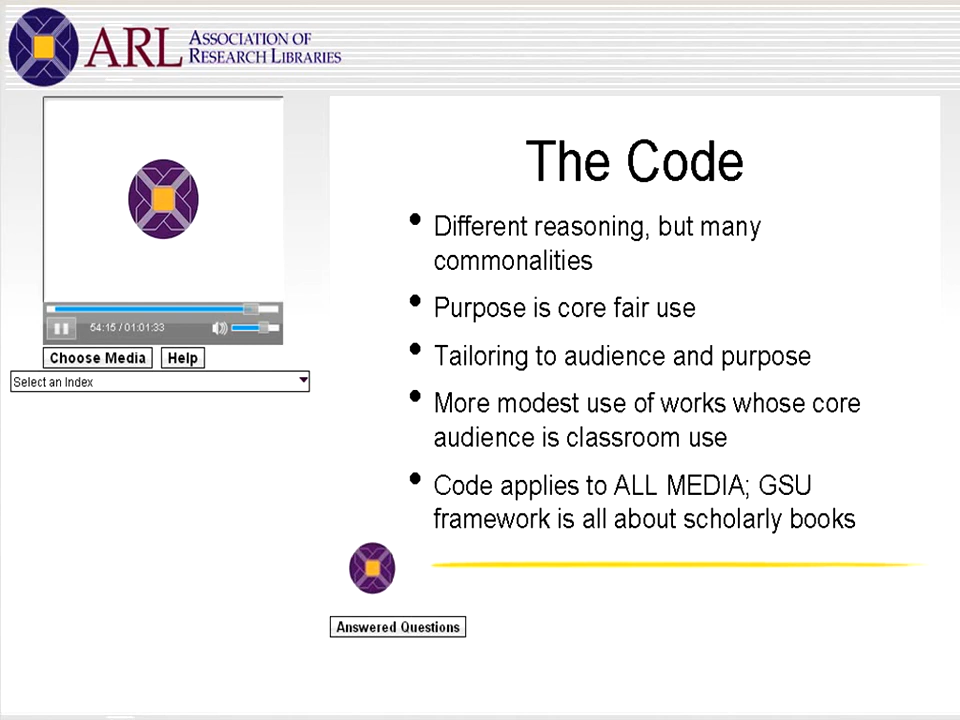 ARL ASSOCIATION OF
RESEARCH LIBRARIES
54:15 / 01:01:33
Choose Media Help
Select an Index
The Code
• Different reasoning, but many
commonalities
• Purpose is core fair use
• Tailoring to audience and purpose
• More modest use of works whose core
audience is classroom use
• Code applies to ALL MEDIA; GSU
framework is all about scholarly books
Answered Questions